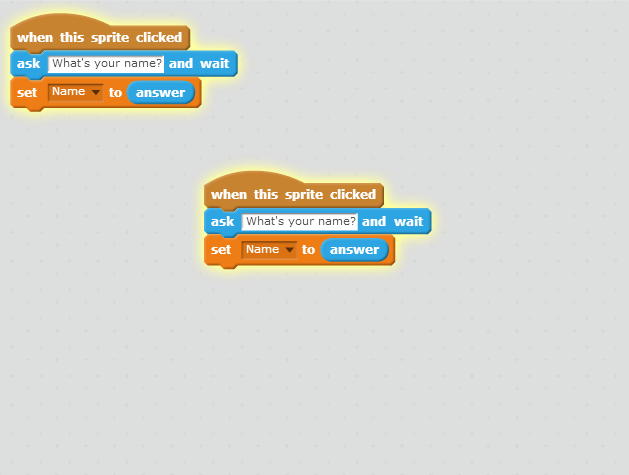 when this sprite clicked
ask What's your name? and wait
set Name to answer
when this sprite clicked
ask What's your name? and wait
set Name to answer